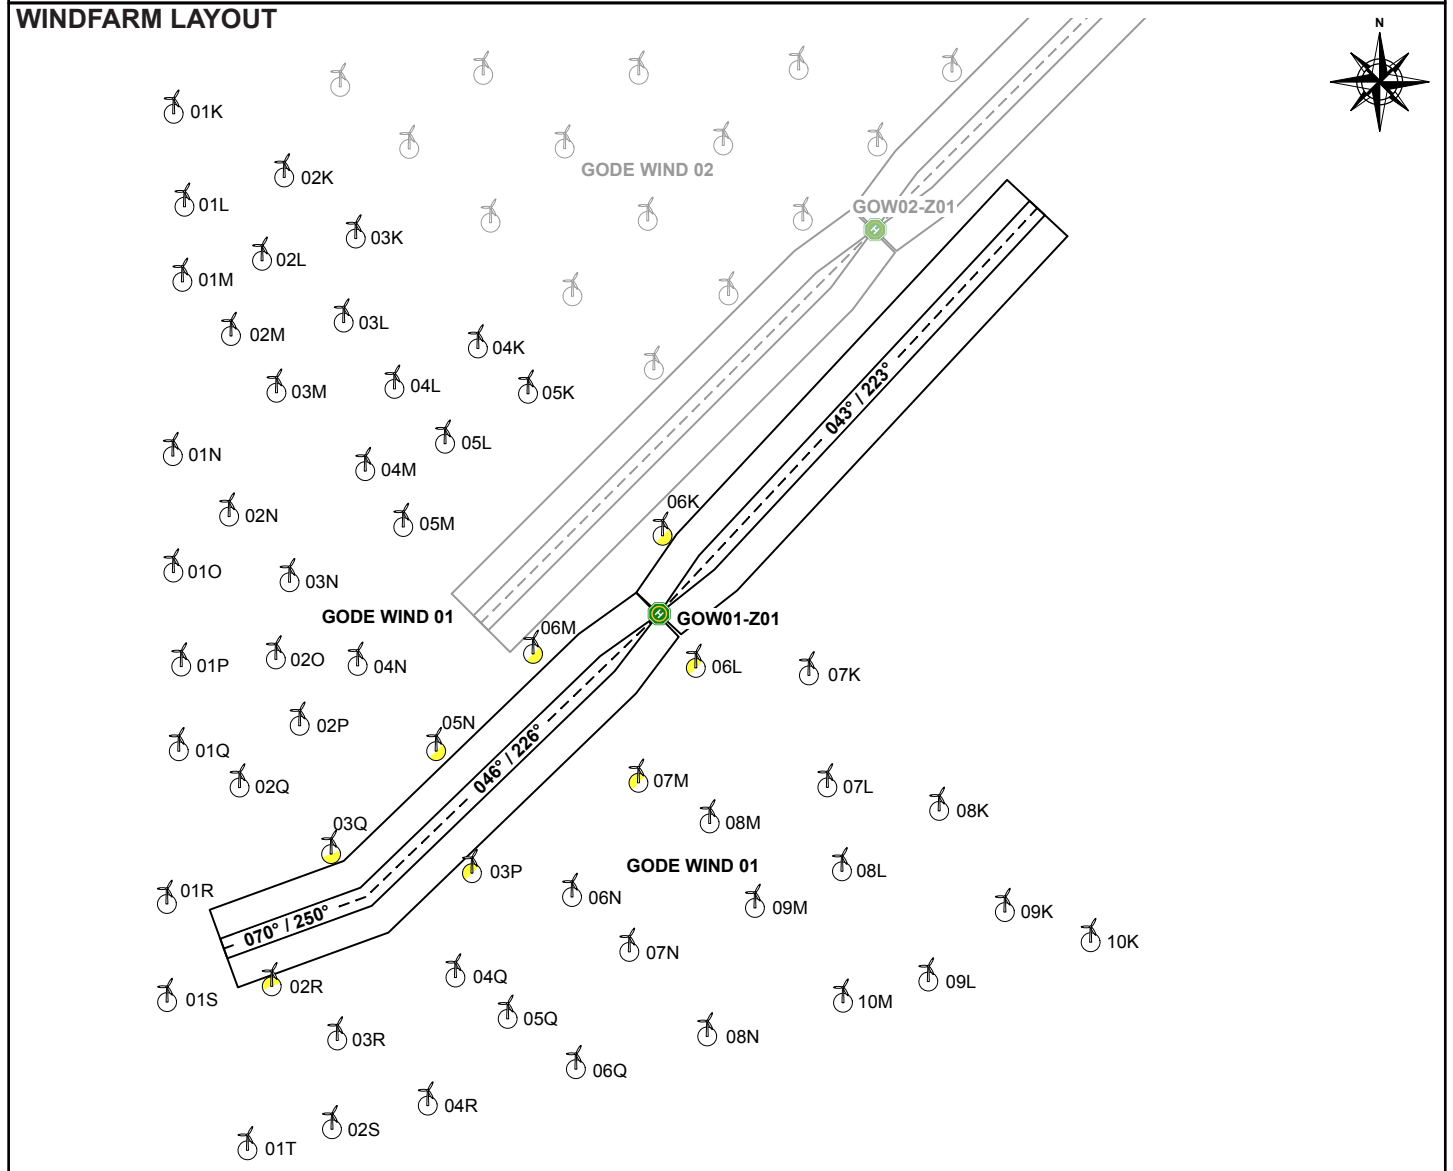 WINDFARM LAYOUT
N
01K
GODE WIND 02
02K
01L
GOW02-Z01
03K
02L
01M
03L
02M
04K
043° / 223°
04L
03M
05K
05L
01N
04M
06K
02N
05M
01O
03N
GODE WIND 01
GOW01-Z01
06M
02O
01P
04N
06L
07K
05N
02P
01Q
046° / 226°
07M
02Q
07L
08K
03Q
08M
GODE WIND 01
03P
08L
01R
06N
09M
09K
070° / 250°
10K
07N
04Q
09L
02R
01S
10M
05Q
08N
03R
06Q
04R
02S
01T
H
H